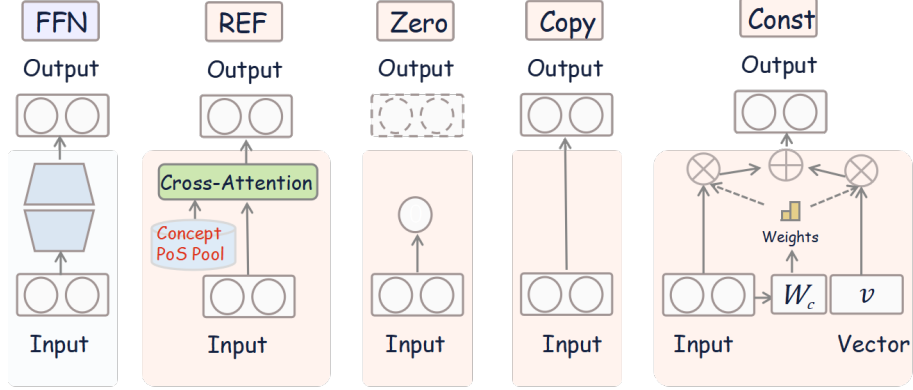 FFN
REF
Zero
Copy
Const
Output
Output
Output
Output
Output
Cross-Attention
Concept
PoS Pool
Weights
W_c
v
Input
Input
Input
Input
Input
Vector